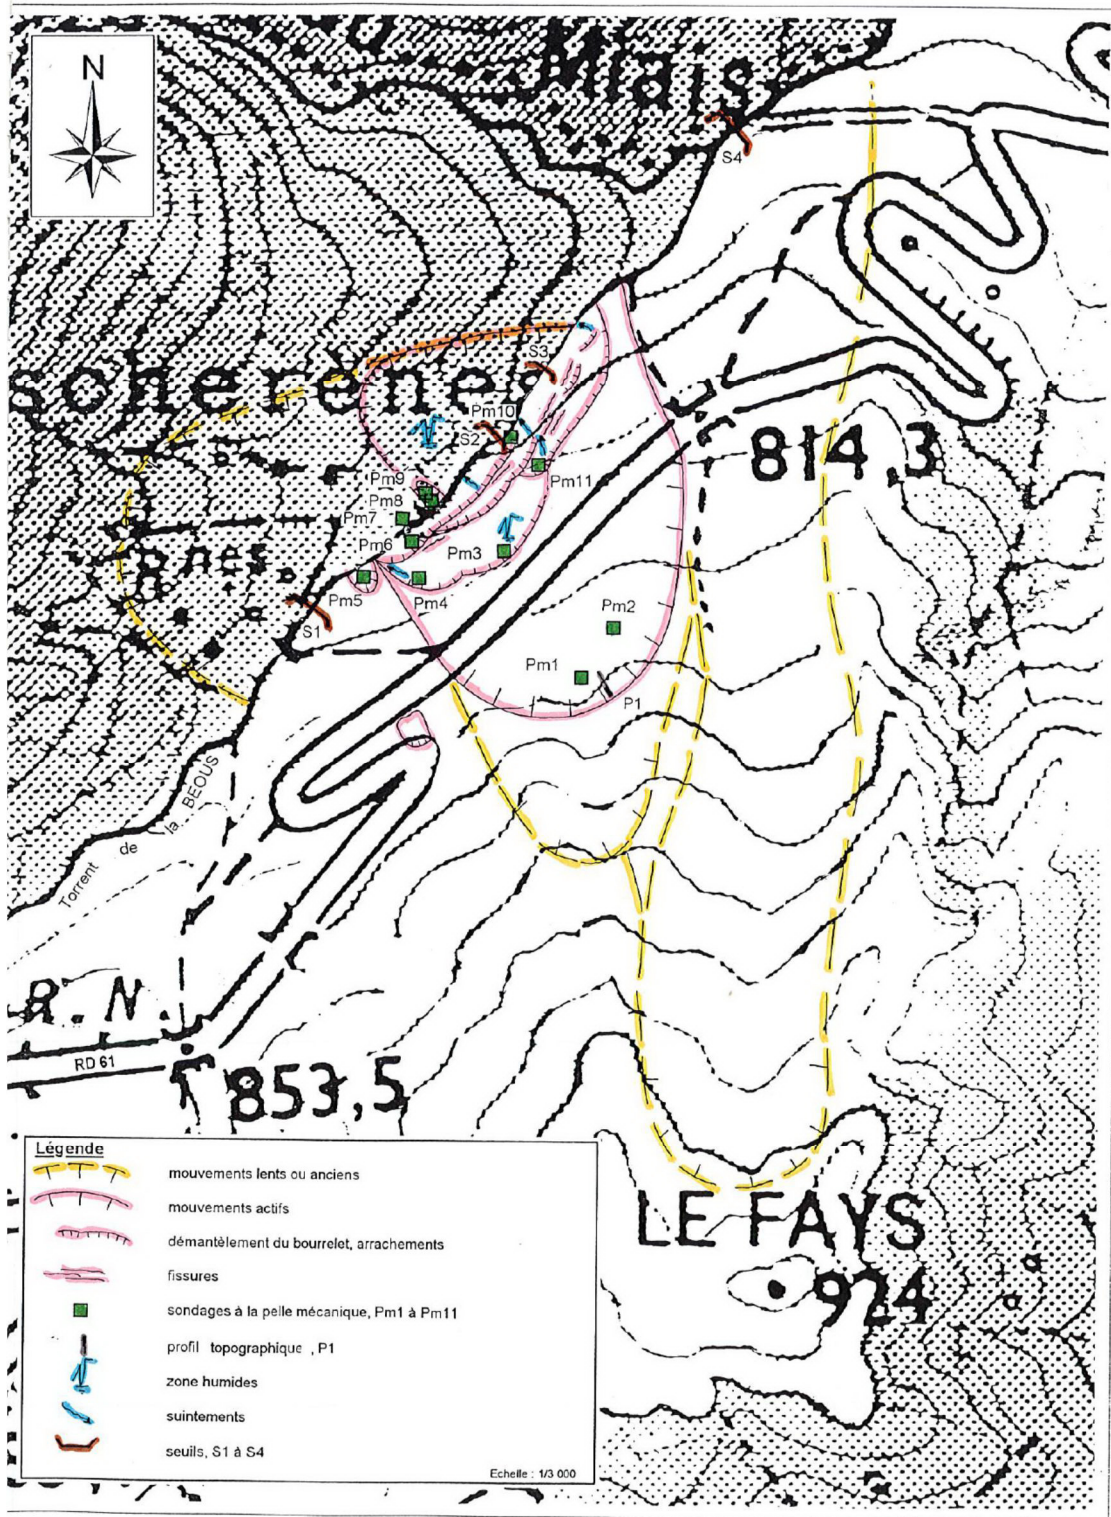 N
Miais
S4
scherènes
S3
Pm10
S2
814,3
Pm9
Pm11
Pm8
Pm7
Pm6
Pm3
Pm5
Pm4
Pm2
S1
Pm1
P1
Torrent de la BEOUS
R.N.
RD 61
853,5
LE FAYS
924
Légende
mouvements lents ou anciens
mouvements actifs
démantèlement du bourrelet, arrachements
fissures
sondages à la pelle mécanique, Pm1 à Pm11
profil topographique , P1
zone humides
suintements
seuils, S1 à S4
Echelle : 1/3 000